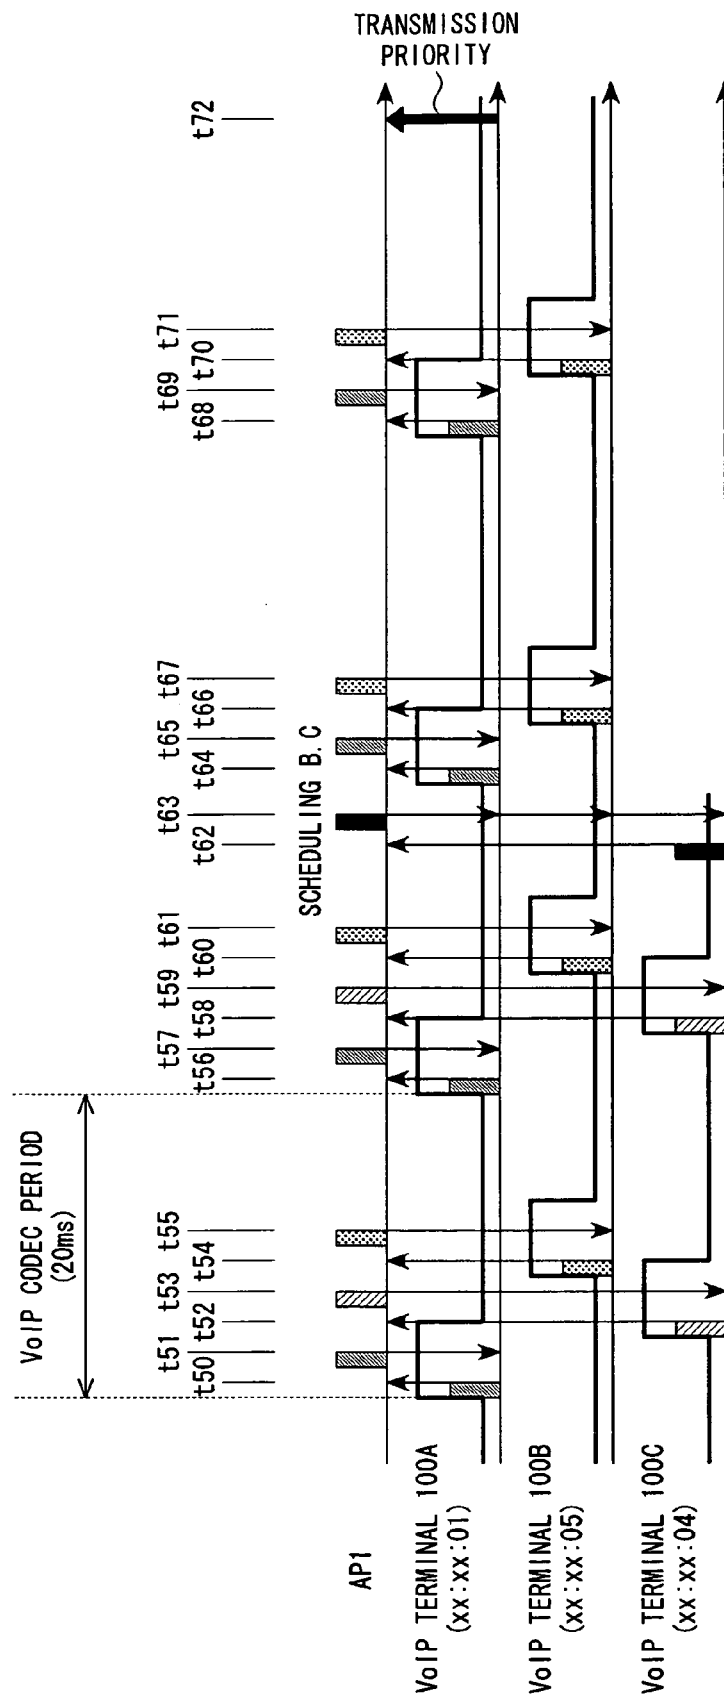 VoIP CODEC PERIOD
(20ms)
t50
t51
t52
t53
t54
t55
t56
t57
t58
t59
t60
t61
t62
t63
t64
t65
t66
t67
t68
t69
t70
t71
t72
SCHEDULING B.C
TRANSMISSION
PRIORITY
AP1
VoIP TERMINAL 100A
(xx:xx:01)
VoIP TERMINAL 100B
(xx:xx:05)
VoIP TERMINAL 100C
(xx:xx:04)